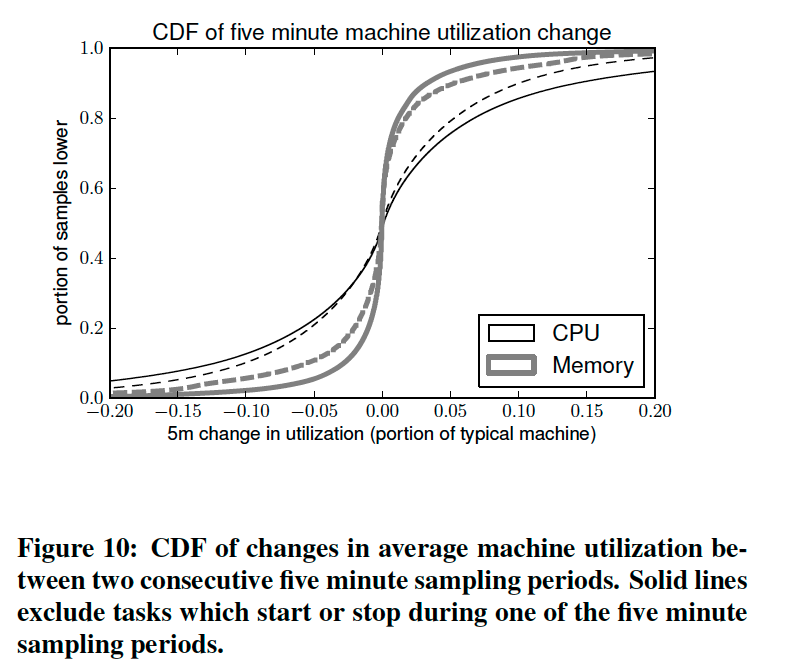 CDF of five minute machine utilization change
portion of samples lower
1.0
0.8
0.6
0.4
0.2
0.0
−0.20 −0.15 −0.10 −0.05 0.00 0.05 0.10 0.15 0.20
5m change in utilization (portion of typical machine)
CPU
Memory
Figure 10: CDF of changes in average machine utilization be-
tween two consecutive five minute sampling periods. Solid lines
exclude tasks which start or stop during one of the five minute
sampling periods.